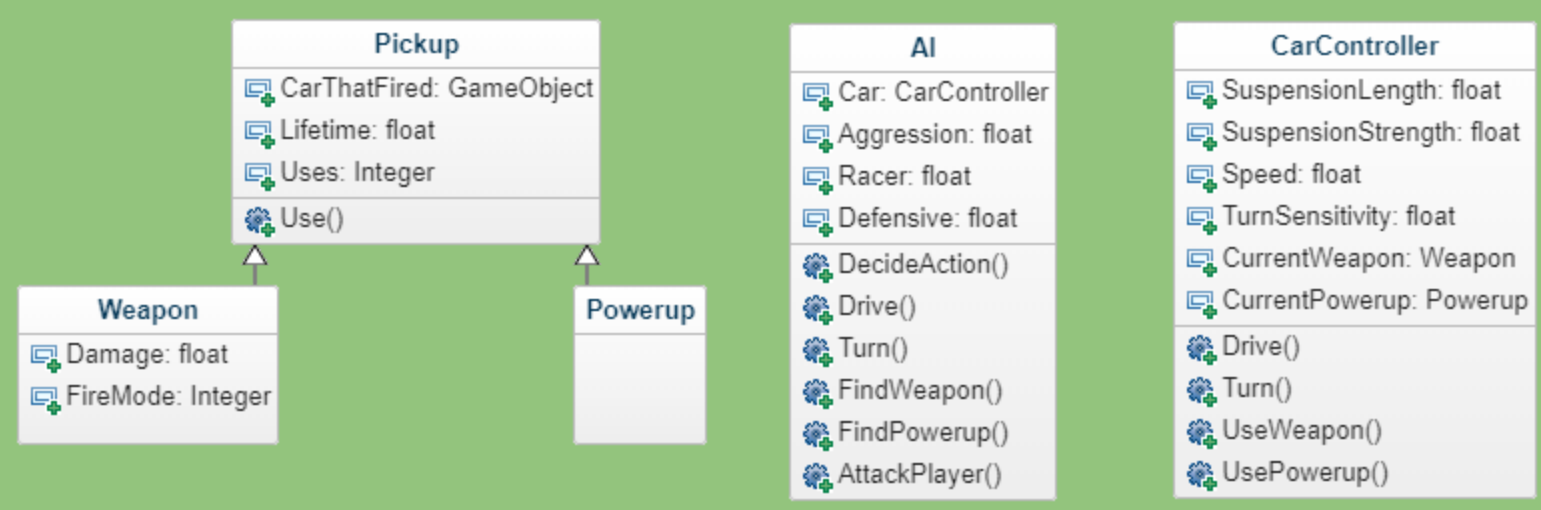 Pickup
CarThatFired: GameObject
Lifetime: float
Uses: Integer
Use()
Weapon
Damage: float
FireMode: Integer
Powerup
AI
Car: CarController
Aggression: float
Racer: float
Defensive: float
DecideAction()
Drive()
Turn()
FindWeapon()
FindPowerup()
AttackPlayer()
CarController
SuspensionLength: float
SuspensionStrength: float
Speed: float
TurnSensitivity: float
CurrentWeapon: Weapon
CurrentPowerup: Powerup
Drive()
Turn()
UseWeapon()
UsePowerup()